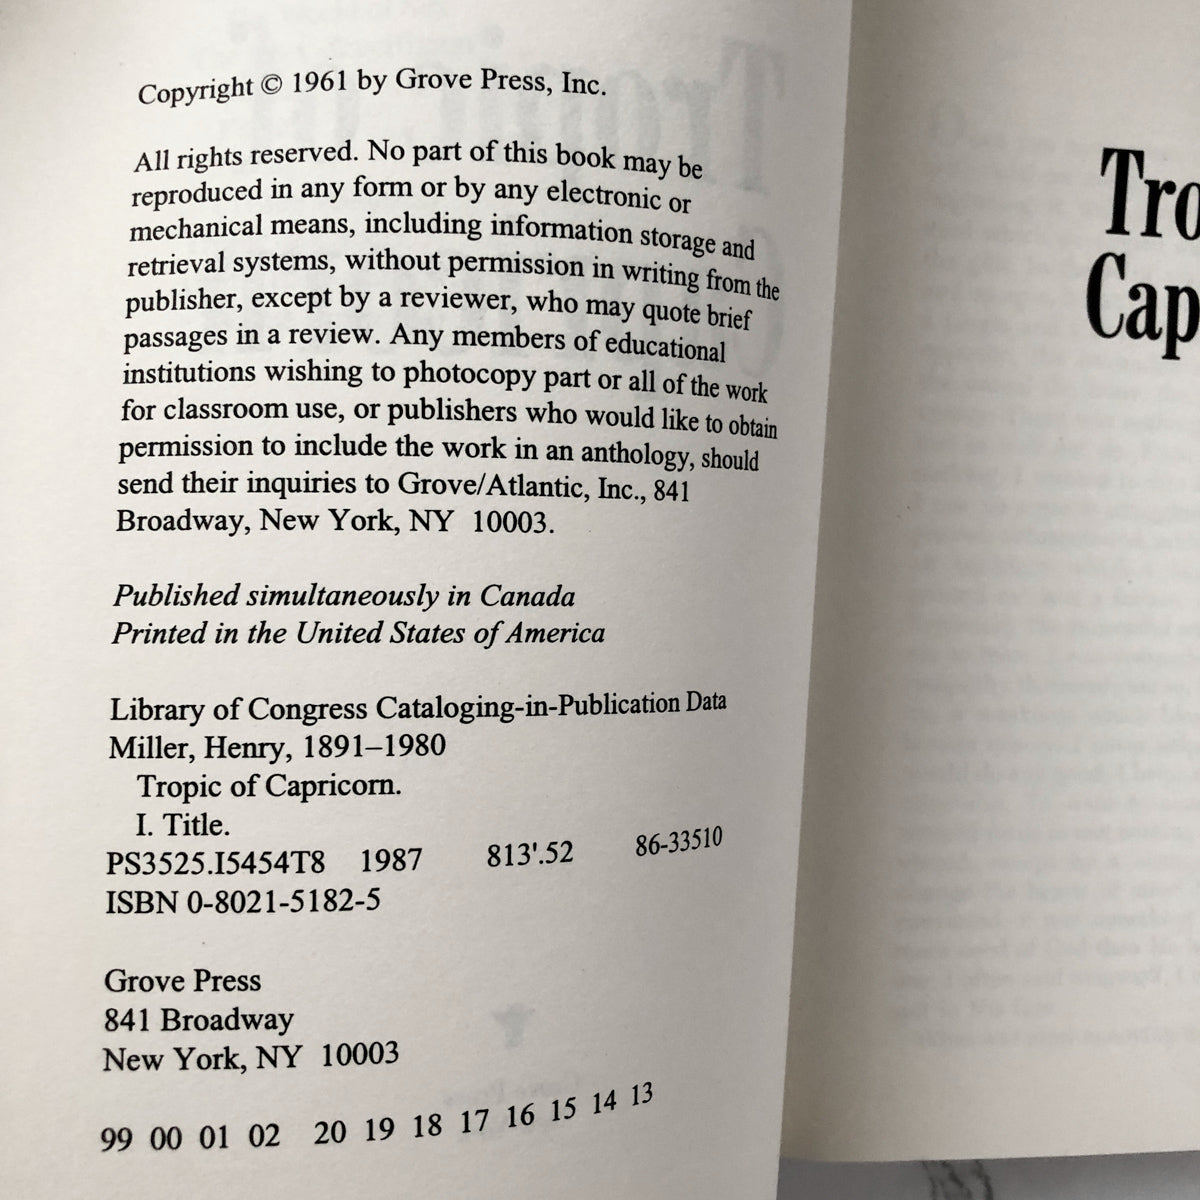 Copyright © 1961 by Grove Press, Inc.
All rights reserved. No part of this book may be
reproduced in any form or by any electronic or
mechanical means, including information storage and
retrieval systems, without permission in writing from the
publisher, except by a reviewer, who may quote brief
passages in a review. Any members of educational
institutions wishing to photocopy part or all of the work
for classroom use, or publishers who would like to obtain
permission to include the work in an anthology, should
send their inquiries to Grove/Atlantic, Inc., 841
Broadway, New York, NY 10003.
Published simultaneously in Canada
Printed in the United States of America
Library of Congress Cataloging-in-Publication Data
Miller, Henry, 1891–1980
Tropic of Capricorn.
I. Title.
PS3525.I5454T8 1987 813'.52 86-33510
ISBN 0-8021-5182-5
Grove Press
841 Broadway
New York, NY 10003
99 00 01 02 20 19 18 17 16 15 14 13
Tro
Cap